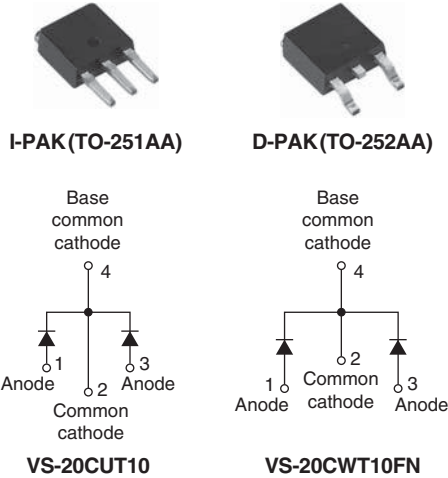 I-PAK (TO-251AA)
D-PAK (TO-252AA)
Base
common
cathode
4
1
Anode
3
Anode
2
Common
cathode
VS-20CUT10
Base
common
cathode
4
1
Anode
2
Common
cathode
3
Anode
VS-20CWT10FN